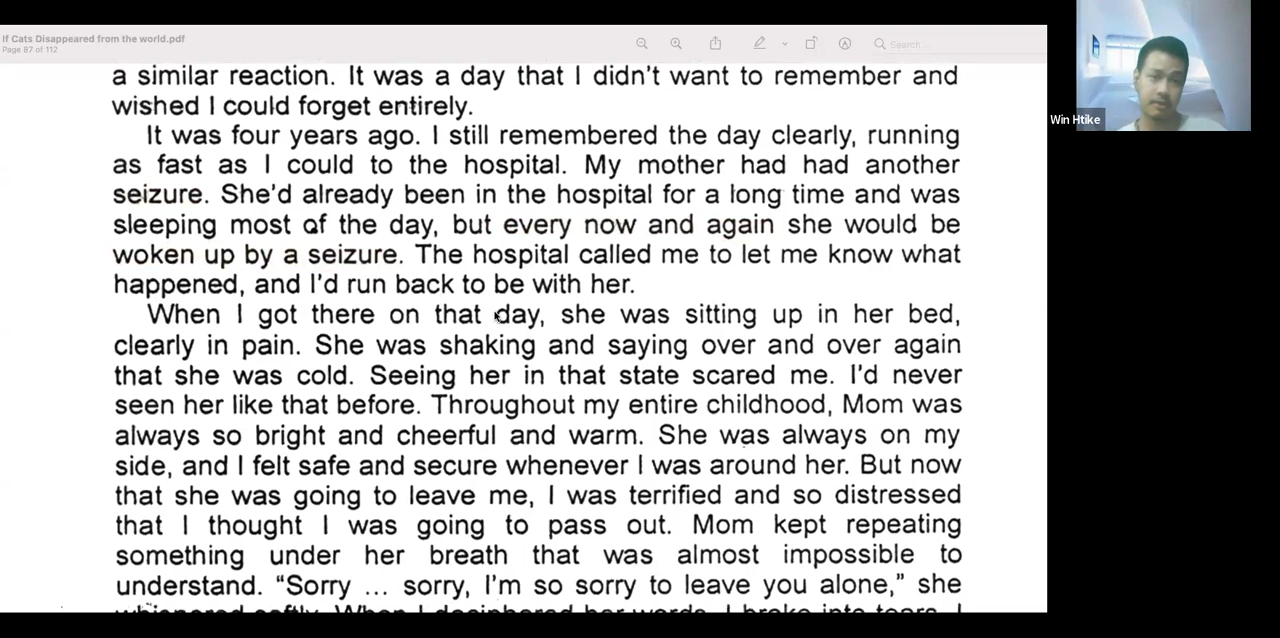 If Cats Disappeared from the world.pdf
Page 87 of 112
Search...
a similar reaction. It was a day that I didn't want to remember and
wished I could forget entirely.
It was four years ago. I still remembered the day clearly, running
as fast as I could to the hospital. My mother had had another
seizure. She'd already been in the hospital for a long time and was
sleeping most of the day, but every now and again she would be
woken up by a seizure. The hospital called me to let me know what
happened, and I'd run back to be with her.
When I got there on that day, she was sitting up in her bed,
clearly in pain. She was shaking and saying over and over again
that she was cold. Seeing her in that state scared me. I'd never
seen her like that before. Throughout my entire childhood, Mom was
always so bright and cheerful and warm. She was always on my
side, and I felt safe and secure whenever I was around her. But now
that she was going to leave me, I was terrified and so distressed
that I thought I was going to pass out. Mom kept repeating
something under her breath that was almost impossible to
understand. "Sorry ... sorry, I'm so sorry to leave you alone," she
whispered softly. When I deciphered her words, I broke into tears. I
Win Htike